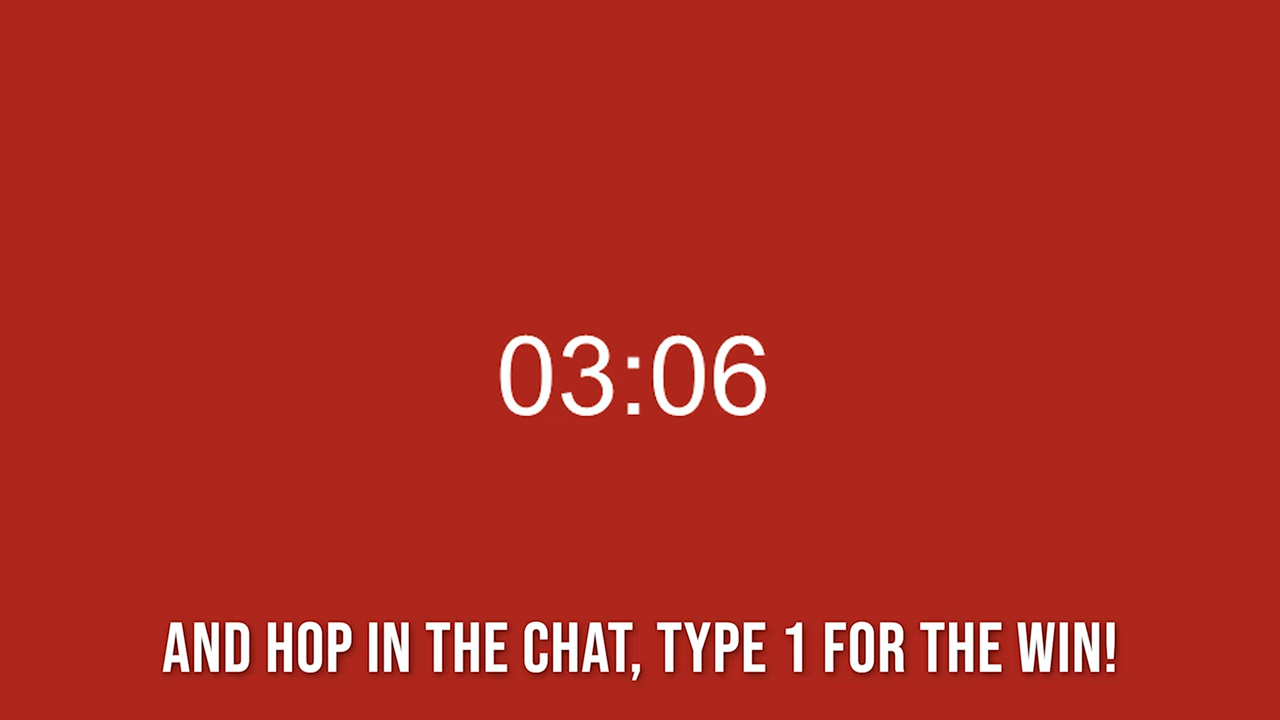 03:06
AND HOP IN THE CHAT, TYPE 1 FOR THE WIN!